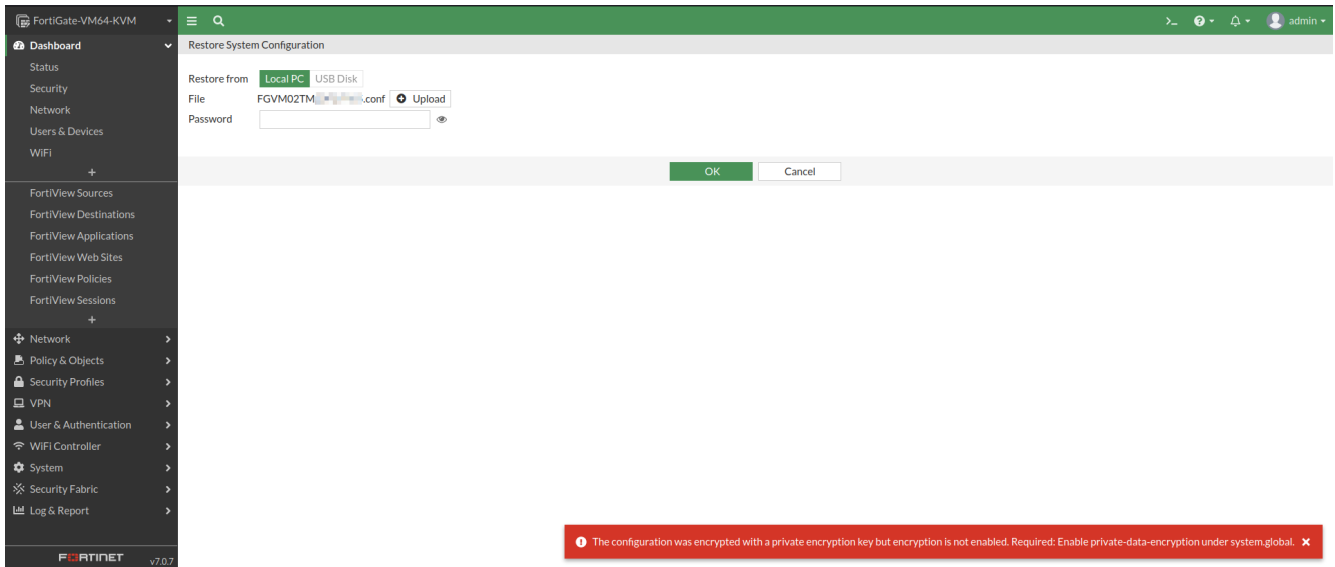 FortiGate-VM64-KVM
admin
Dashboard
Restore System Configuration
Status
Security
Network
Users & Devices
WiFi
+
Restore from Local PC USB Disk
File FGVM02TM .conf Upload
Password
OK Cancel
FortiView Sources
FortiView Destinations
FortiView Applications
FortiView Web Sites
FortiView Policies
FortiView Sessions
+
Network
Policy & Objects
Security Profiles
VPN
User & Authentication
WiFi Controller
System
Security Fabric
Log & Report
The configuration was encrypted with a private encryption key but encryption is not enabled. Required: Enable private-data-encryption under system.global.
FORTINET v7.0.7